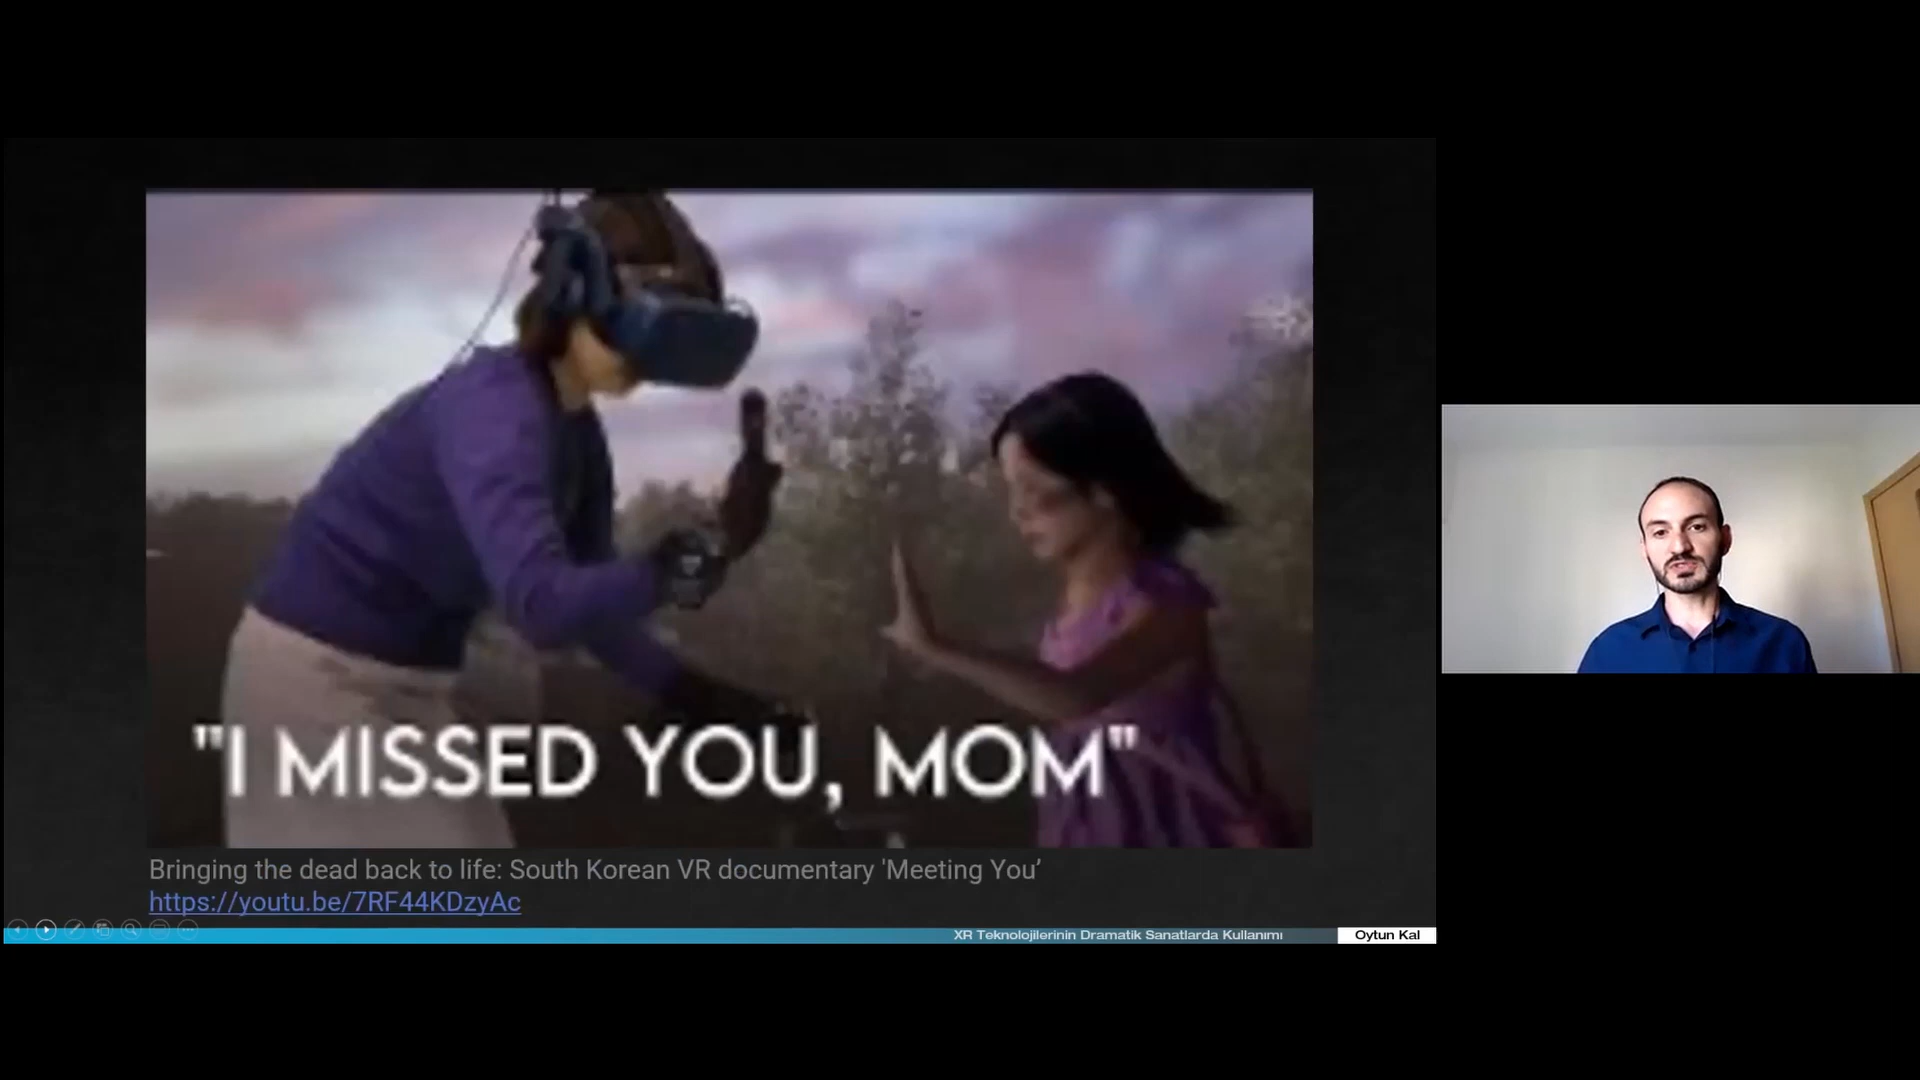 "I MISSED YOU, MOM"
Bringing the dead back to life: South Korean VR documentary 'Meeting You’
https://youtu.be/7RF44KDzyAc
XR Teknolojilerinin Dramatik Sanatlarda Kullanımı
Oytun Kal